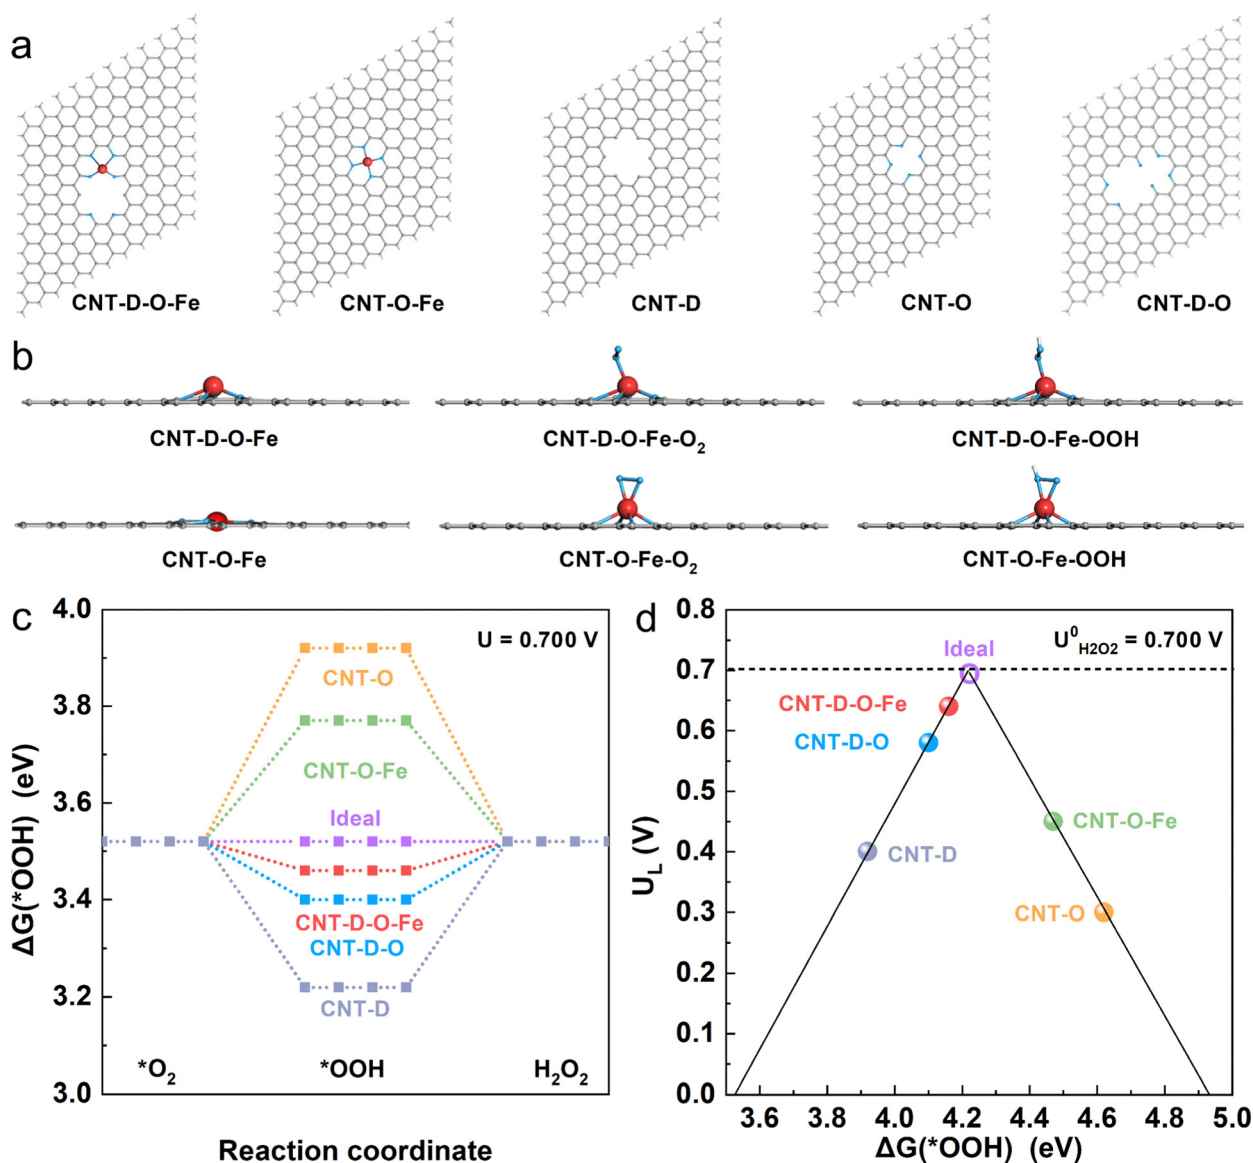 a
CNT-D-O-Fe
CNT-O-Fe
CNT-D
CNT-O
CNT-D-O
b
CNT-D-O-Fe
CNT-D-O-Fe-O₂
CNT-D-O-Fe-OOH
CNT-O-Fe
CNT-O-Fe-O₂
CNT-O-Fe-OOH
c
ΔG(*OOH) (eV)
4.0
3.8
3.6
3.4
3.2
3.0
U = 0.700 V
CNT-O
CNT-O-Fe
Ideal
CNT-D-O-Fe
CNT-D-O
CNT-D
*O₂
*OOH
H₂O₂
Reaction coordinate
d
U_L (V)
0.8
0.7
0.6
0.5
0.4
0.3
0.2
0.1
0.0
U⁰_H2O2 = 0.700 V
Ideal
CNT-D-O-Fe
CNT-D-O
CNT-O-Fe
CNT-D
CNT-O
3.6 3.8 4.0 4.2 4.4 4.6 4.8 5.0
ΔG(*OOH) (eV)